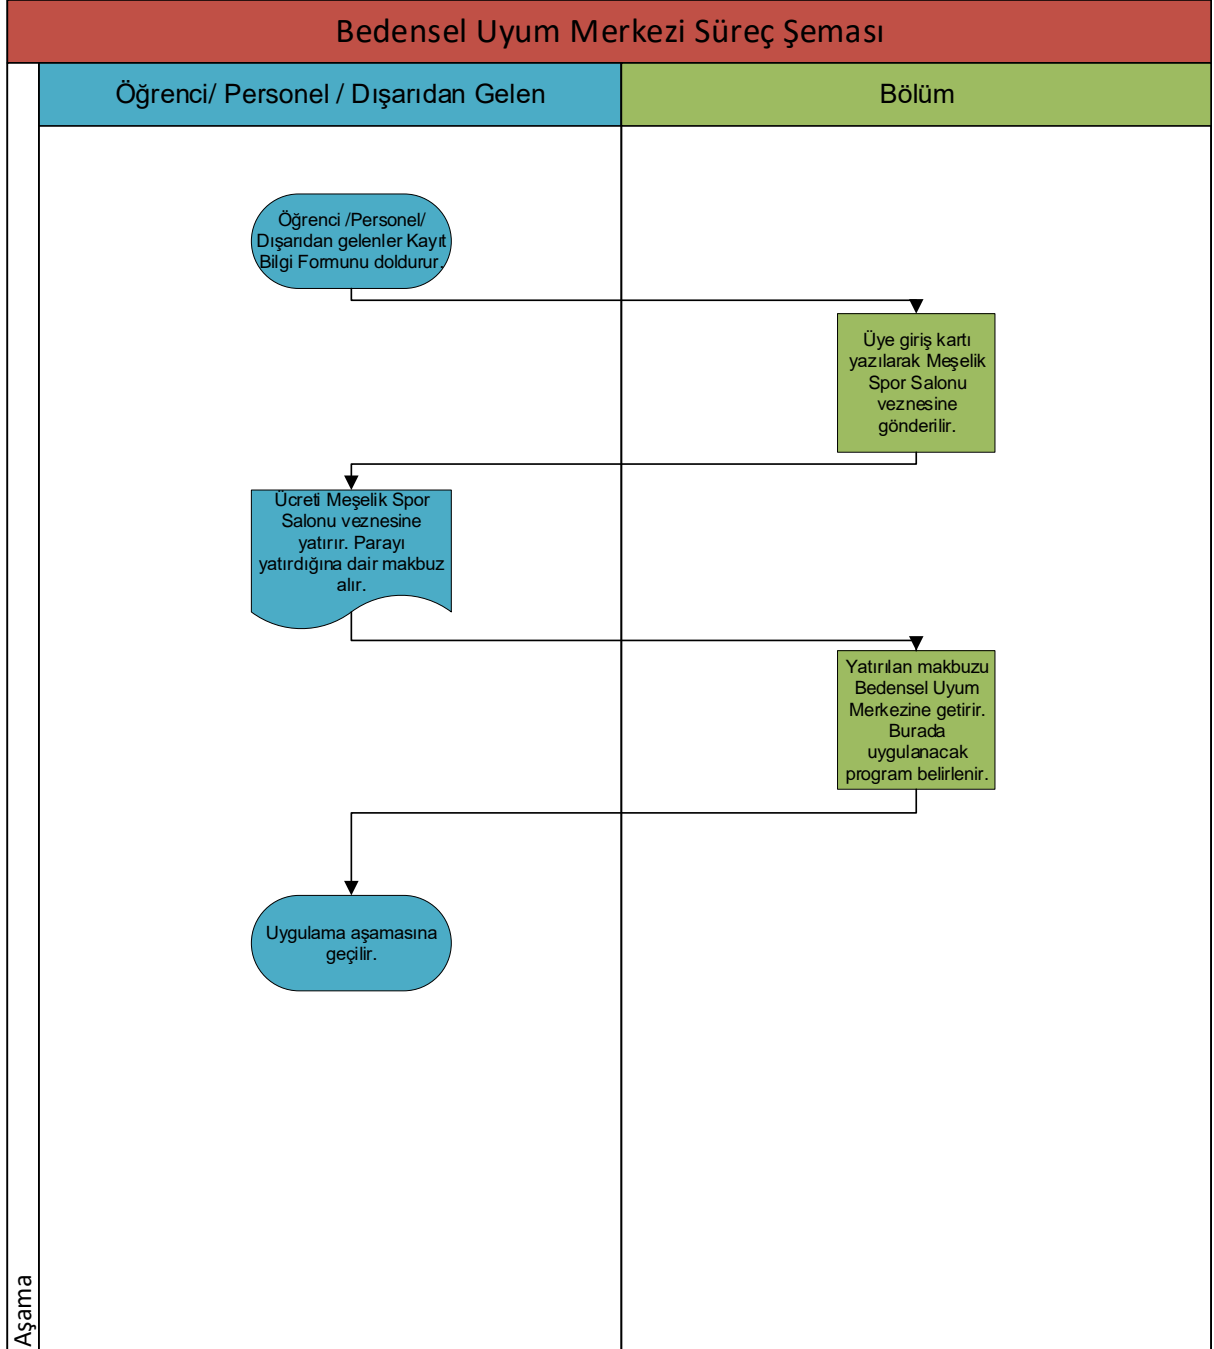 Bedensel Uyum Merkezi Süreç Şeması
Öğrenci/ Personel / Dışarıdan Gelen
Bölüm
Öğrenci /Personel/
Dışarıdan gelenler Kayıt
Bilgi Formunu doldurur.
Üye giriş kartı
yazılarak Meşelik
Spor Salonu
veznesine
gönderilir.
Ücreti Meşelik Spor
Salonu veznesine
yatırır. Parayı
yatırdığına dair makbuz
alır.
Yatırılan makbuzu
Bedensel Uyum
Merkezine getirir.
Burada
uygulanacak
program belirlenir.
Uygulama aşamasına
geçilir.
Aşama